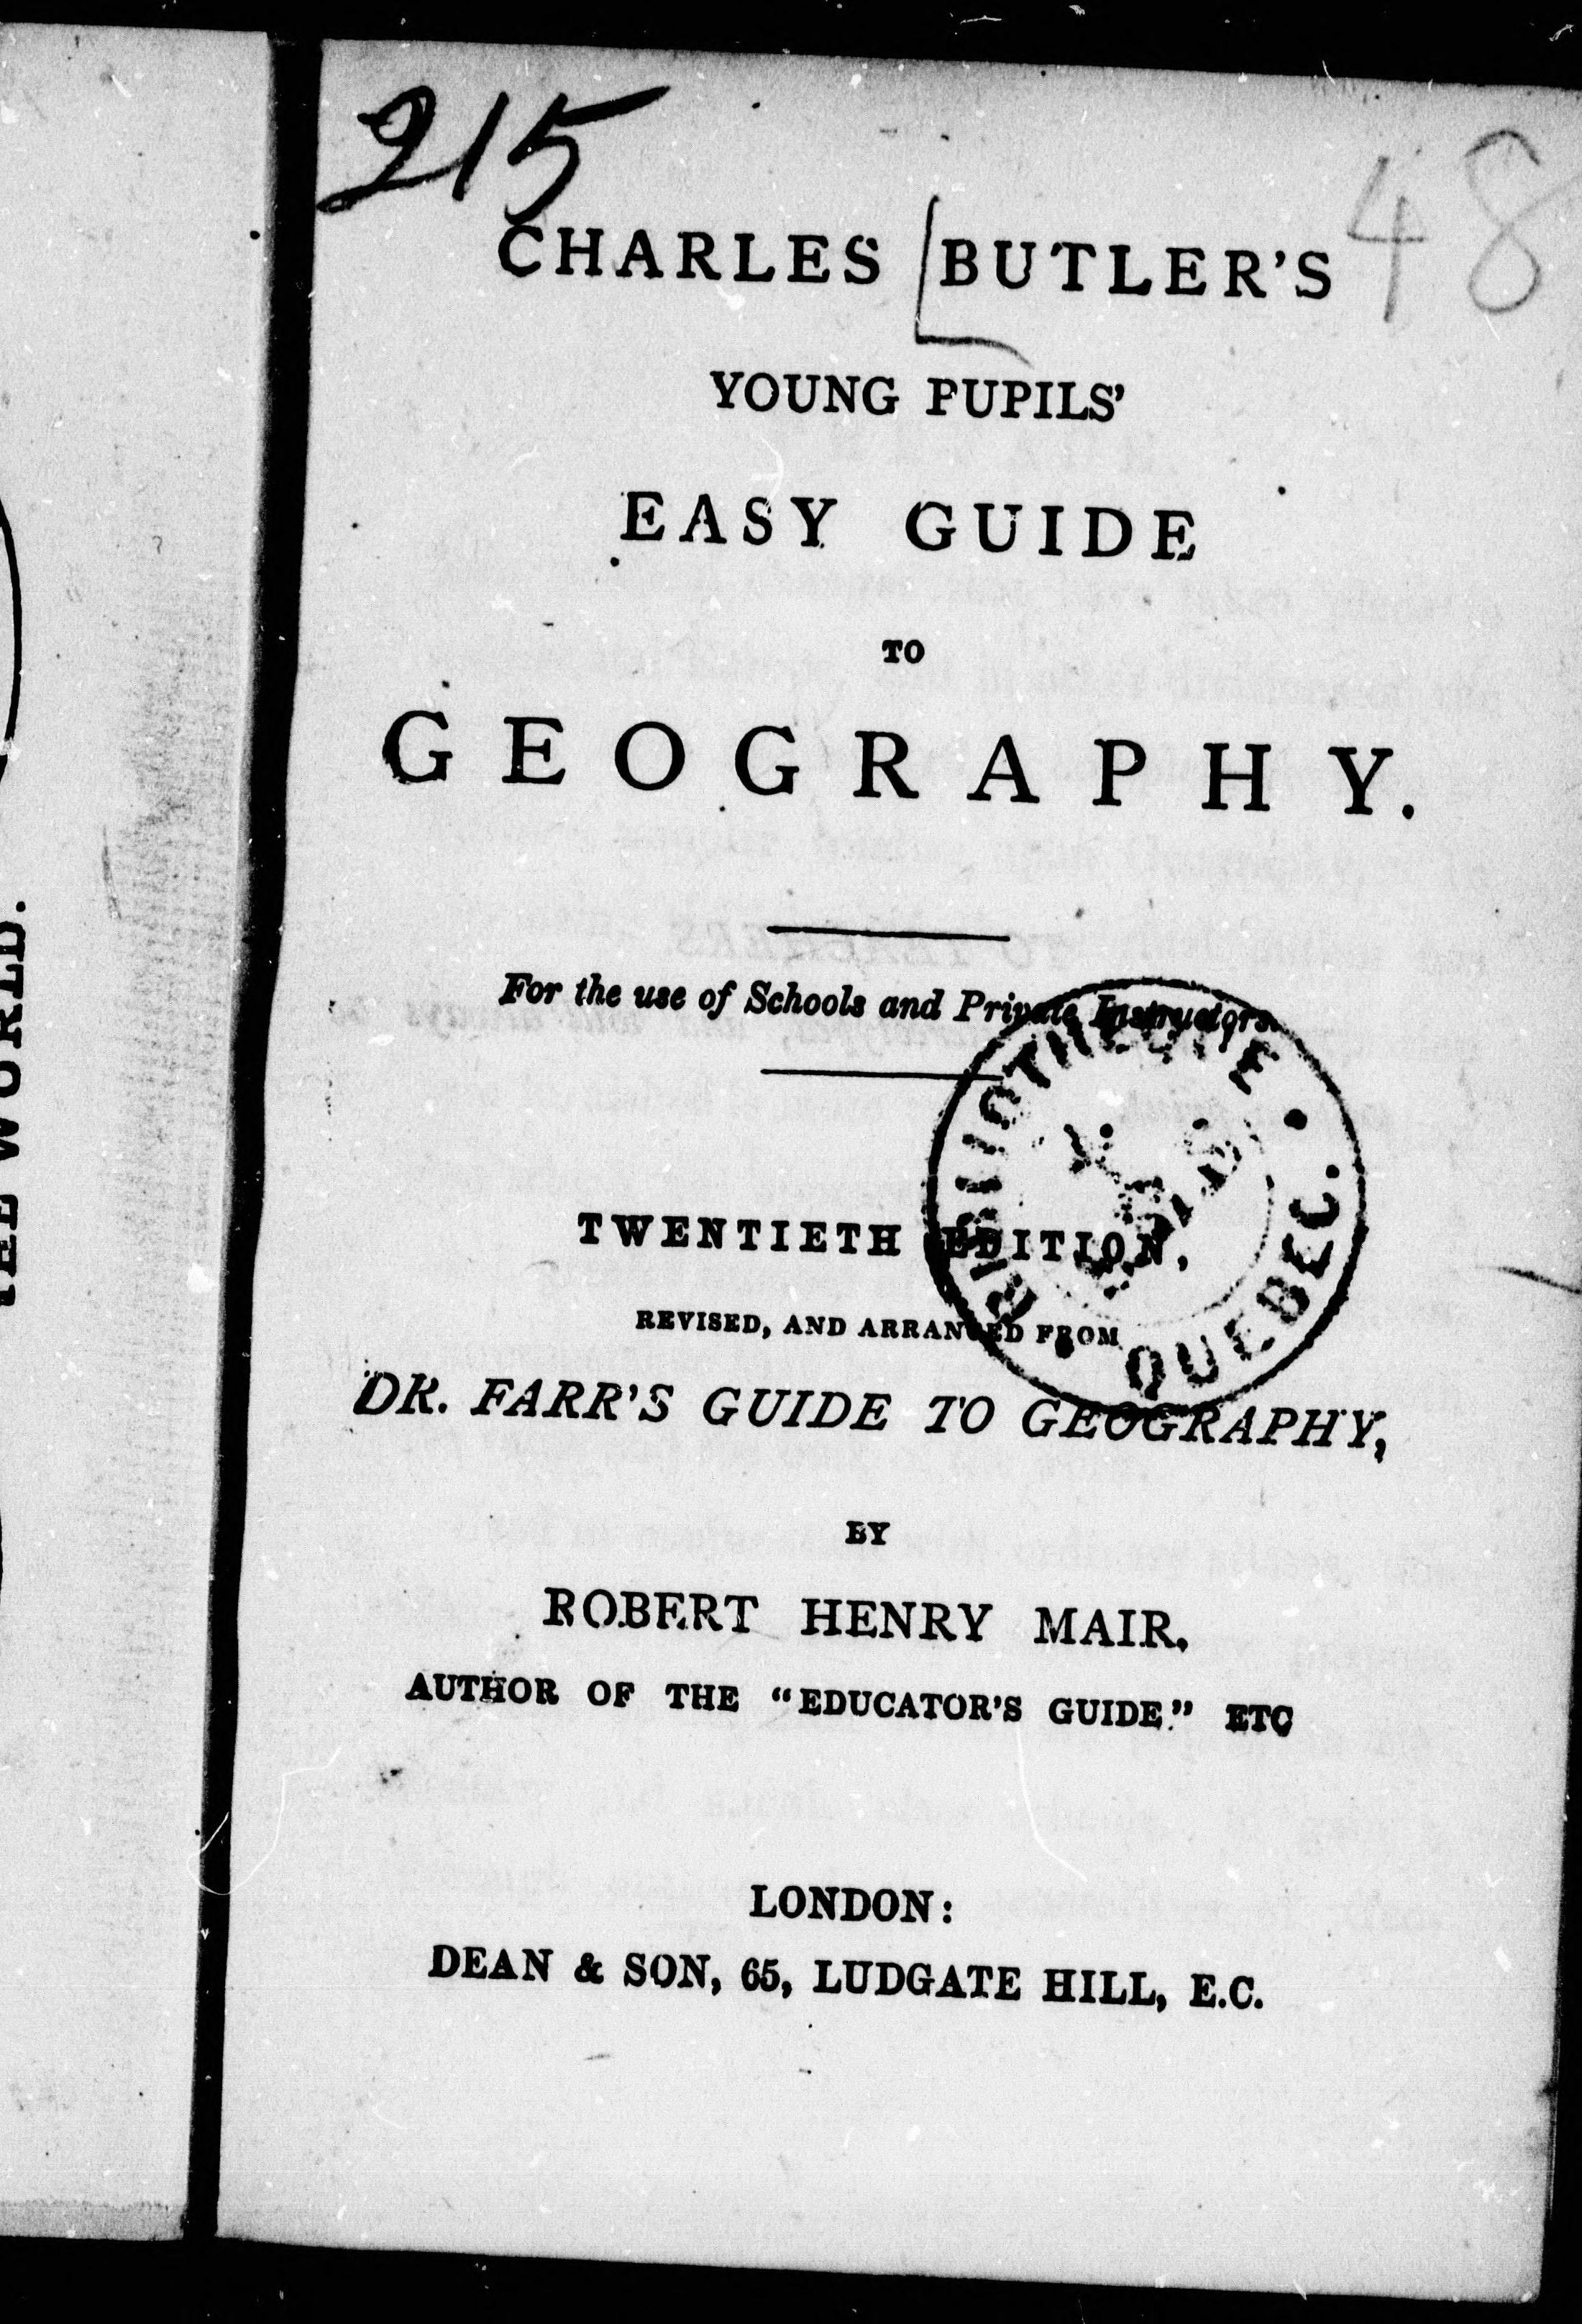 THE WORLD.
215
48
CHARLES [BUTLER'S
YOUNG PUPILS'
EASY GUIDE
TO
GEOGRAPHY.
For the use of Schools and Private Instructors.
TWENTIETH EDITION,
REVISED, AND ARRANGED FROM
DR. FARR'S GUIDE TO GEOGRAPHY,
BY
ROBERT HENRY MAIR,
AUTHOR OF THE "EDUCATOR'S GUIDE." ETC
LONDON:
DEAN & SON, 65, LUDGATE HILL, E.C.
BIBLIOTHEQUE
QUEBEC.